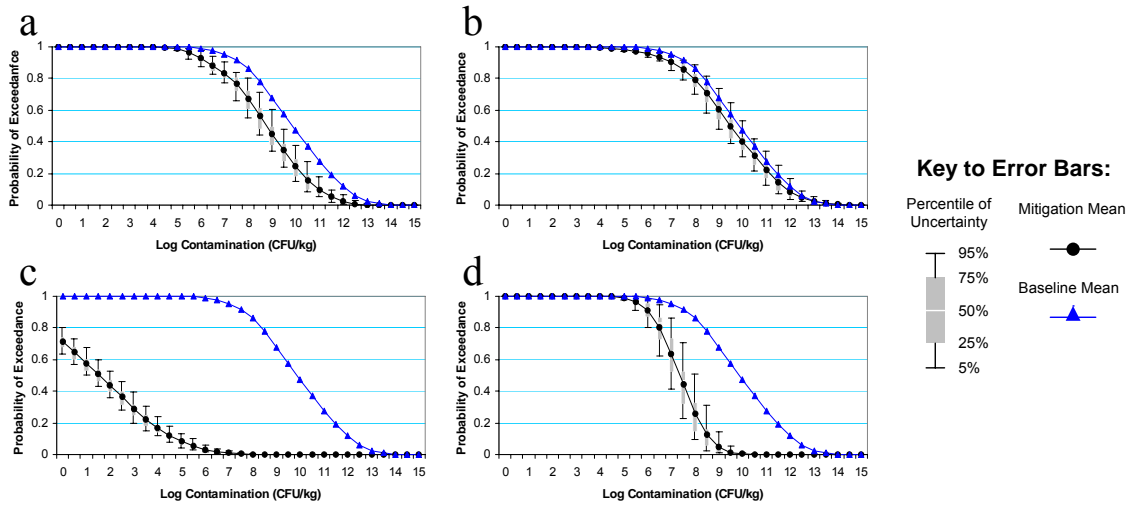 a
Probability of Exceedanfce
1
0.8
0.6
0.4
0.2
0
0 1 2 3 4 5 6 7 8 9 10 11 12 13 14 15
Log Contamination (CFU/kg)
b
Probability of Exceedance
1
0.8
0.6
0.4
0.2
0
0 1 2 3 4 5 6 7 8 9 10 11 12 13 14 15
Log Contamination (CFU/kg)
c
Probability of Exceedance
1
0.8
0.6
0.4
0.2
0
0 1 2 3 4 5 6 7 8 9 10 11 12 13 14 15
Log Contamination (CFU/kg)
d
Probability of Exceedance
1
0.8
0.6
0.4
0.2
0
0 1 2 3 4 5 6 7 8 9 10 11 12 13 14 15
Log Contamination (CFU/kg)
Key to Error Bars:
Percentile of
Uncertainty
95%
75%
50%
25%
5%
Mitigation Mean
Baseline Mean